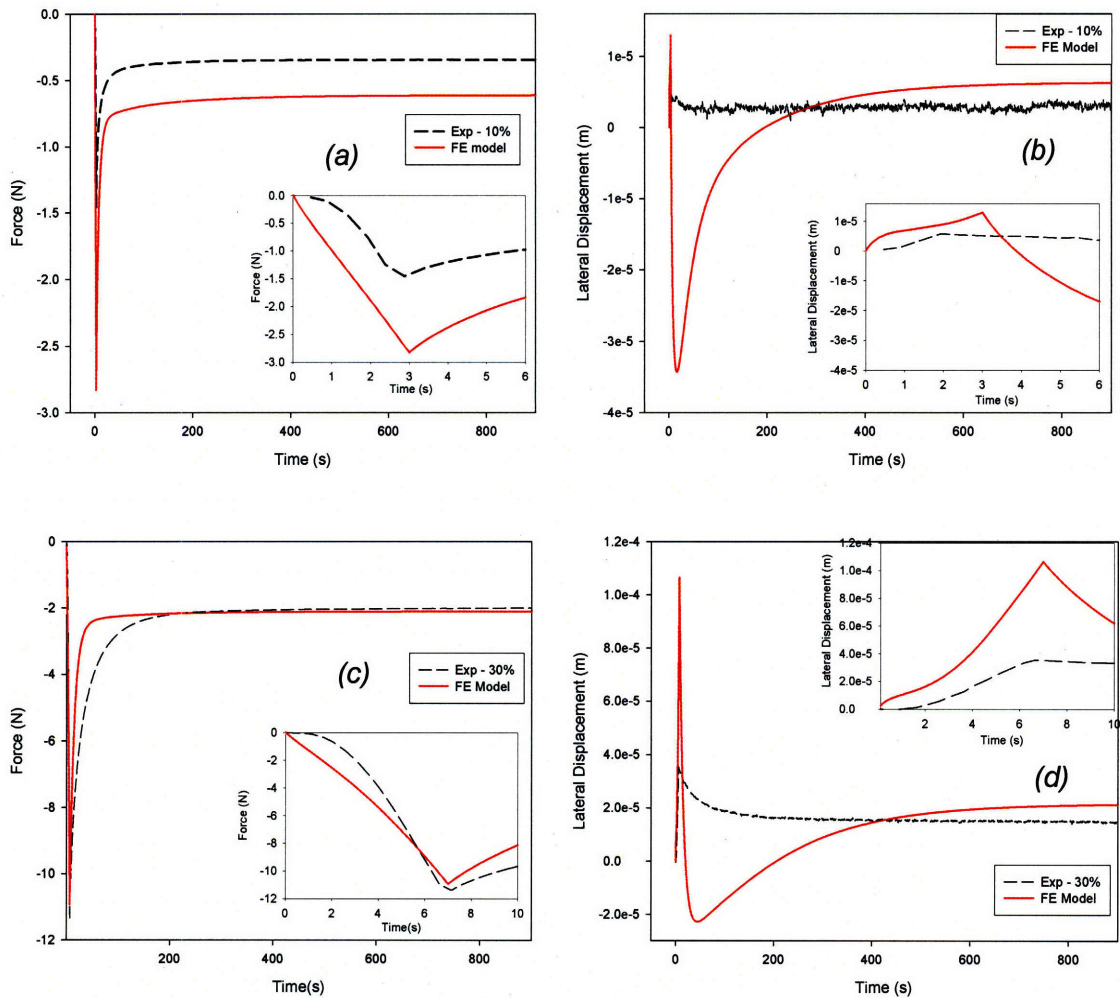 0.0
-0.5
-1.0
-1.5
-2.0
-2.5
-3.0
Force (N)
0 200 400 600 800
Time (s)
Exp - 10%
FE model
(a)
0.0
-0.5
-1.0
-1.5
-2.0
-2.5
-3.0
Force (N)
0 1 2 3 4 5 6
Time (s)
1e-5
0
-1e-5
-2e-5
-3e-5
-4e-5
Lateral Displacement (m)
0 200 400 600 800
Time (s)
Exp - 10%
FE Model
(b)
1e-5
0
-1e-5
-2e-5
-3e-5
-4e-5
Lateral Displacement (m)
0 1 2 3 4 5 6
Time (s)
0
-2
-4
-6
-8
-10
-12
Force (N)
200 400 600 800
Time(s)
Exp - 30%
FE Model
(c)
0
-2
-4
-6
-8
-10
-12
Force (N)
0 2 4 6 8 10
Time(s)
1.2e-4
1.0e-4
8.0e-5
6.0e-5
4.0e-5
2.0e-5
0.0
-2.0e-5
Lateral Displacement (m)
0 200 400 600 800
Time (s)
1.2e-4
1.0e-4
8.0e-5
6.0e-5
4.0e-5
2.0e-5
0.0
Lateral Displacement (m)
2 4 6 8 10
Time (s)
(d)
Exp - 30%
FE Model